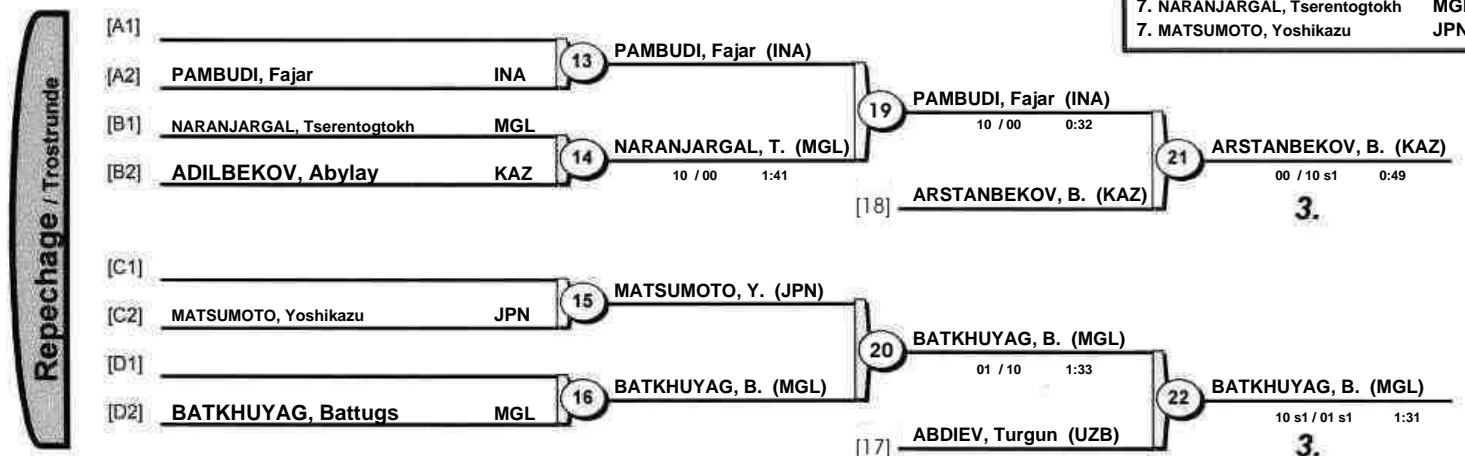 7. NARANJARGAL, Tserentogtokh MGL
7. MATSUMOTO, Yoshikazu JPN
Repechage / Trostrunde
[A1]
[A2] PAMBUDI, Fajar INA
13 PAMBUDI, Fajar (INA)
[B1] NARANJARGAL, Tserentogtokh MGL
[B2] ADILBEKOV, Abylay KAZ
14 NARANJARGAL, T. (MGL)
10 / 00 1:41
19 PAMBUDI, Fajar (INA)
10 / 00 0:32
[18] ARSTANBEKOV, B. (KAZ)
21 ARSTANBEKOV, B. (KAZ)
00 / 10 s1 0:49
3.
[C1]
[C2] MATSUMOTO, Yoshikazu JPN
15 MATSUMOTO, Y. (JPN)
[D1]
[D2] BATKHUYAG, Battugs MGL
16 BATKHUYAG, B. (MGL)
20 BATKHUYAG, B. (MGL)
01 / 10 1:33
[17] ABDIEV, Turgun (UZB)
22 BATKHUYAG, B. (MGL)
10 s1 / 01 s1 1:31
3.